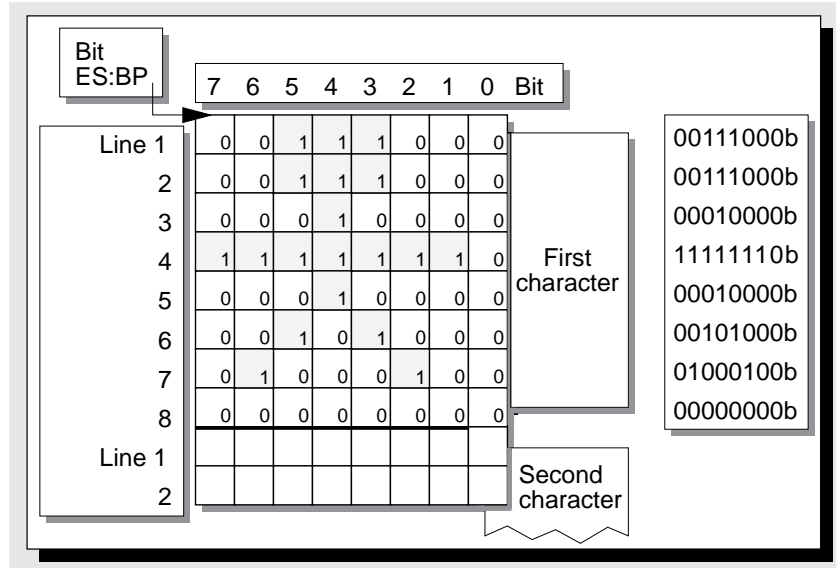 Bit
ES:BP
7 6 5 4 3 2 1 0 Bit
Line 1 0 0 1 1 1 0 0 0 00111000b
2 0 0 1 1 1 0 0 0 00111000b
3 0 0 0 1 0 0 0 0 00010000b
4 1 1 1 1 1 1 1 0 First 11111110b
5 0 0 0 1 0 0 0 0 character 00010000b
6 0 0 1 0 1 0 0 0 00101000b
7 0 1 0 0 0 1 0 0 01000100b
8 0 0 0 0 0 0 0 0 00000000b
Line 1
2
Second
character